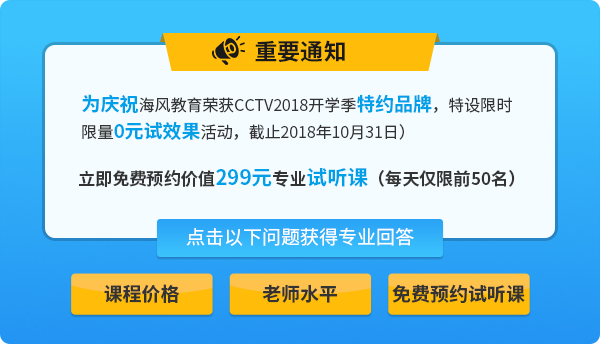 重要通知
为庆祝海风教育荣获CCTV2018开学季特约品牌，特设限时
限量0元试效果活动，截止2018年10月31日）
立即免费预约价值299元专业试听课（每天仅限前50名）
点击以下问题获得专业回答
课程价格
老师水平
免费预约试听课